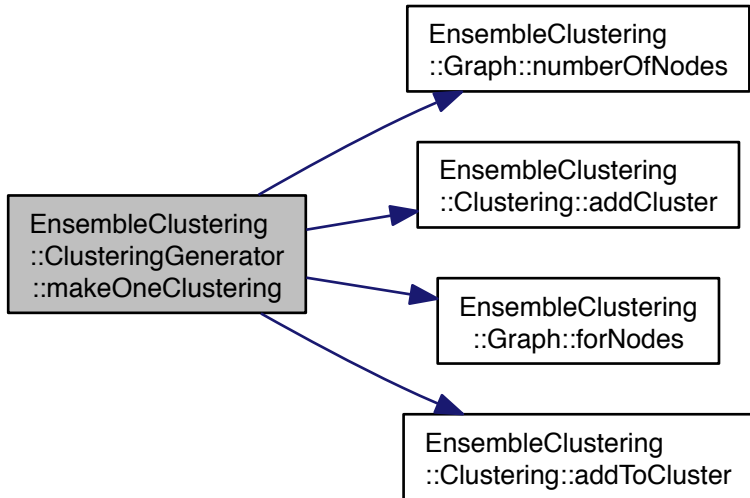 EnsembleClustering
::ClusteringGenerator
::makeOneClustering
EnsembleClustering
::Graph::numberOfNodes
EnsembleClustering
::Clustering::addCluster
EnsembleClustering
::Graph::forNodes
EnsembleClustering
::Clustering::addToCluster